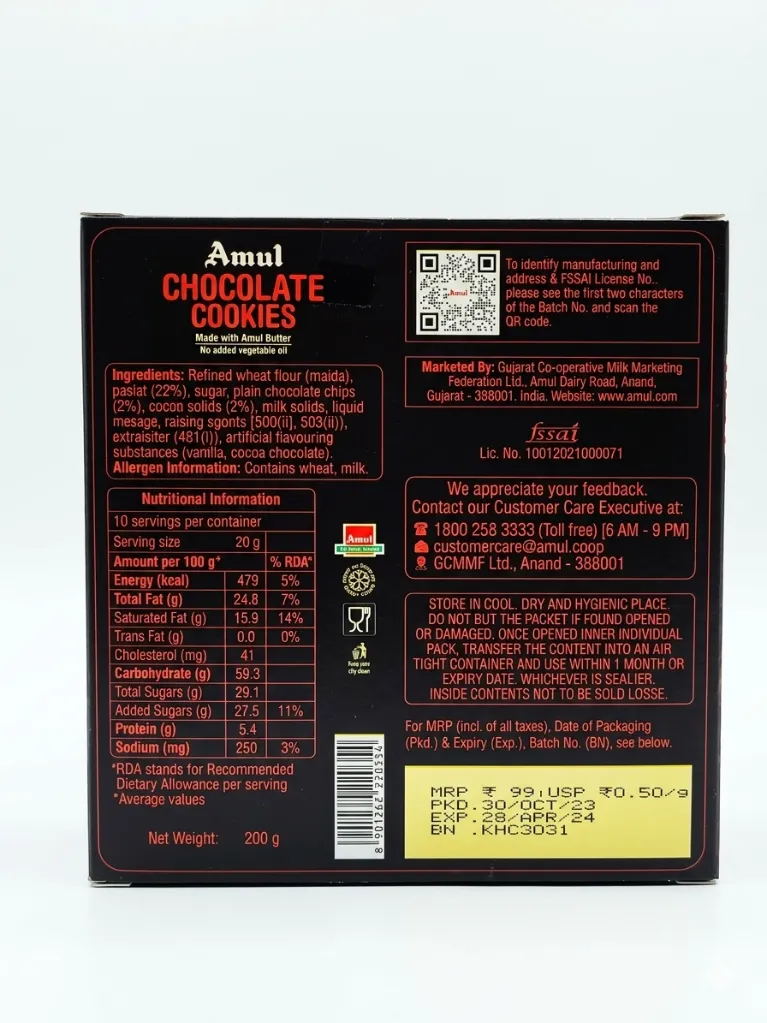 Amul
CHOCOLATE
COOKIES
Made with Amul Butter
No added vegetable oil
Ingredients: Refined wheat flour (maida),
pasiat (22%), sugar, plain chocolate chips
(2%), cocon solids (2%), milk solids, liquid
mesage, raising sgonts [500(ii], 503(ii)),
extraisiter (481(l)), artificial flavouring
substances (vanilla, cocoa chocolate).
Allergen Information: Contains wheat, milk.
Nutritional Information
10 servings per container
Serving size 20 g
Amount per 100 g+ % RDA*
Energy (kcal) 479 5%
Total Fat (g) 24.8 7%
Saturated Fat (g) 15.9 14%
Trans Fat (g) 0.0 0%
Cholesterol (mg) 41
Carbohydrate (g) 59.3
Total Sugars (g) 29.1
Added Sugars (g) 27.5 11%
Protein (g) 5.4
Sodium (mg) 250 3%
*RDA stands for Recommended
Dietary Allowance per serving
*Average values
Net Weight: 200 g
Amul
8 901262 220554
Amul
To identify manufacturing and
address & FSSAI License No..
please see the first two characters
of the Batch No. and scan the
QR code.
Marketed By: Gujarat Co-operative Milk Marketing
Federation Ltd., Amul Dairy Road, Anand,
Gujarat - 388001. India. Website: www.amul.com
fssai
Lic. No. 10012021000071
We appreciate your feedback.
Contact our Customer Care Executive at:
1800 258 3333 (Toll free) [6 AM - 9 PM]
customercare@amul.coop
GCMMF Ltd., Anand - 388001
STORE IN COOL. DRY AND HYGIENIC PLACE.
DO NOT BUT THE PACKET IF FOUND OPENED
OR DAMAGED. ONCE OPENED INNER INDIVIDUAL
PACK, TRANSFER THE CONTENT INTO AN AIR
TIGHT CONTAINER AND USE WITHIN 1 MONTH OR
EXPIRY DATE. WHICHEVER IS SEALIER.
INSIDE CONTENTS NOT TO BE SOLD LOSSE.
For MRP (incl. of all taxes), Date of Packaging
(Pkd.) & Expiry (Exp.), Batch No. (BN), see below.
MRP ₹ 99 USP ₹0.50/g
PKD.30/OCT/23
EXP.28/APR/24
BN .KHC3031